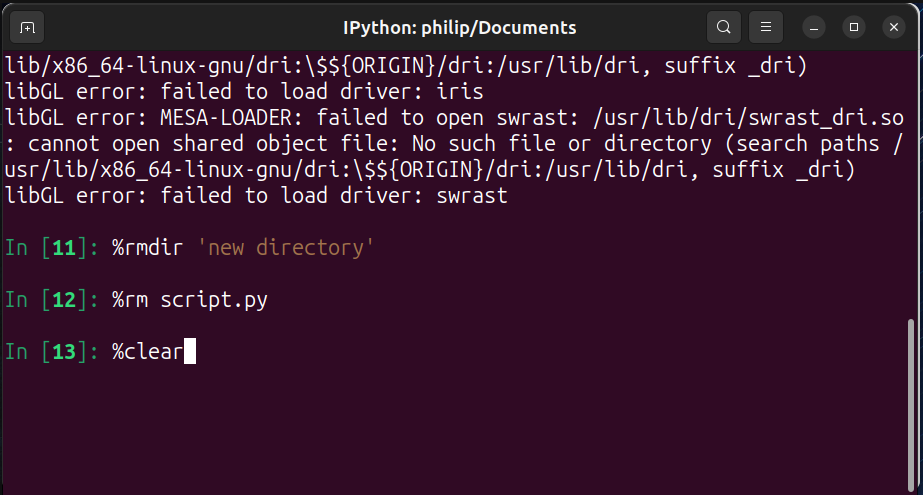 IPython: philip/Documents
lib/x86_64-linux-gnu/dri:\$${ORIGIN}/dri:/usr/lib/dri, suffix _dri)
libGL error: failed to load driver: iris
libGL error: MESA-LOADER: failed to open swrast: /usr/lib/dri/swrast_dri.so
: cannot open shared object file: No such file or directory (search paths /
usr/lib/x86_64-linux-gnu/dri:\$${ORIGIN}/dri:/usr/lib/dri, suffix _dri)
libGL error: failed to load driver: swrast
In [11]: %rmdir 'new directory'
In [12]: %rm script.py
In [13]: %clear